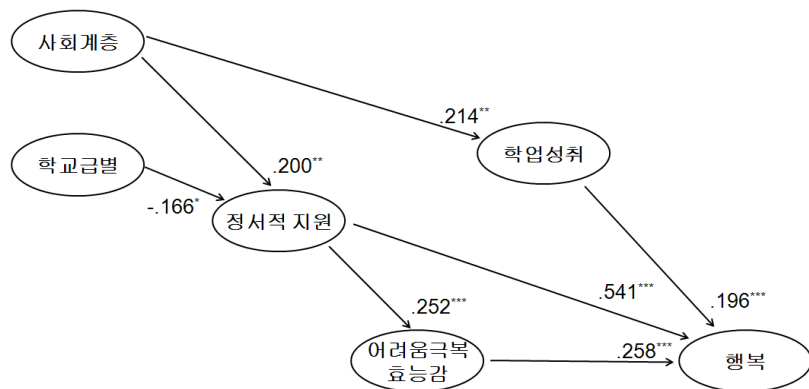 사회계층
.214**
학업성취
학교급별
.200**
-.166*
정서적 지원
.252***
.541***
.196***
어려움극복
효능감
.258***
행복